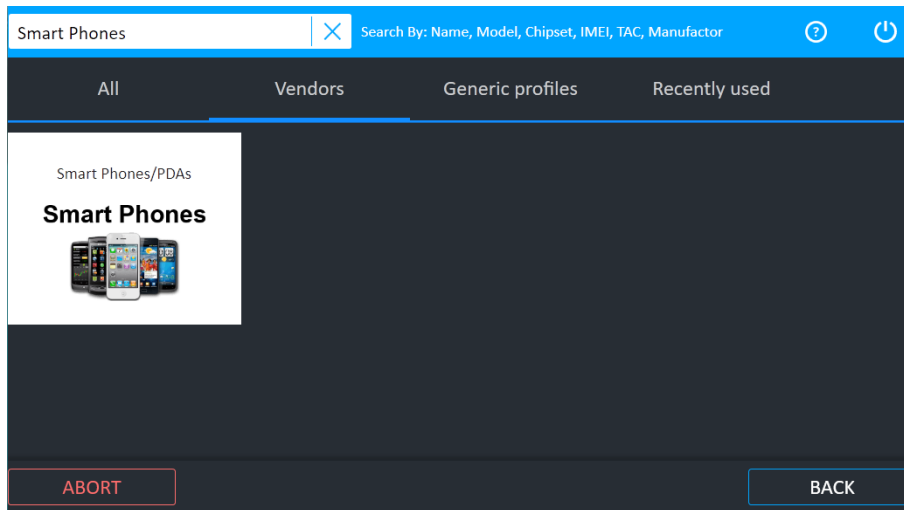 Smart Phones
Search By: Name, Model, Chipset, IMEI, TAC, Manufactor
All
Vendors
Generic profiles
Recently used
Smart Phones/PDAs
Smart Phones
ABORT
BACK